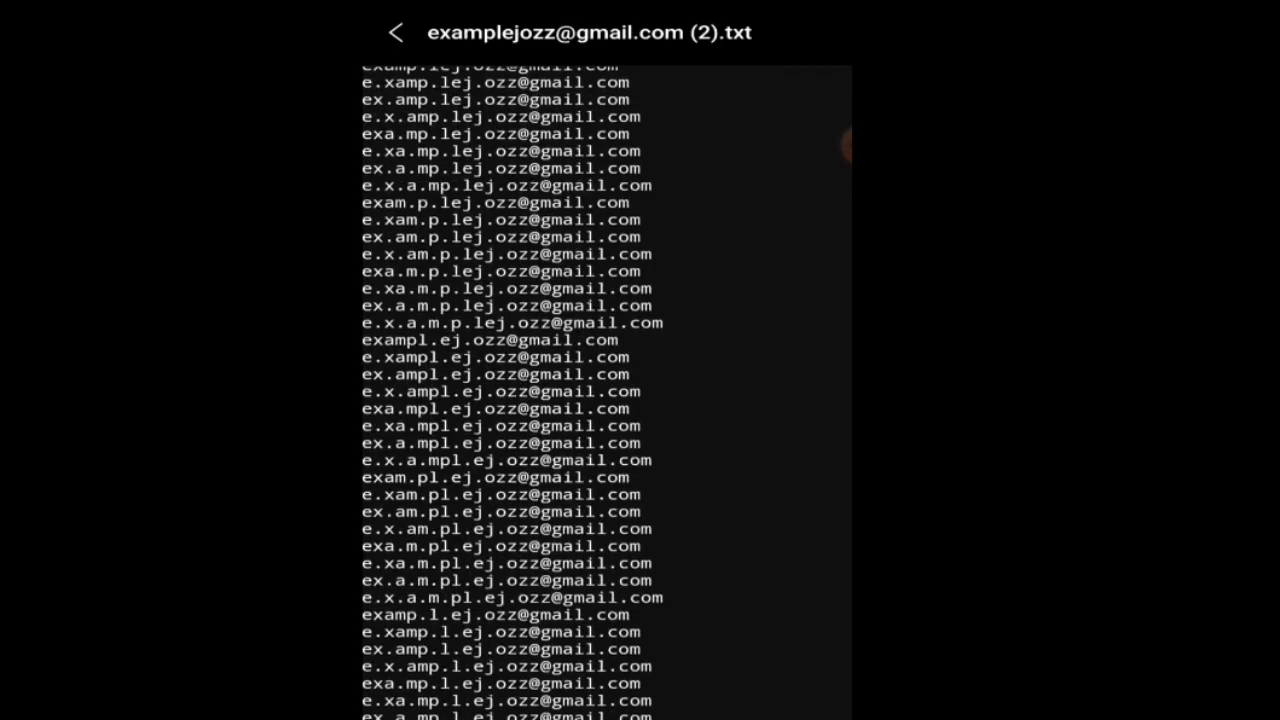 examplejozz@gmail.com (2).txt
examp.lej.ozz@gmail.com
e.xamp.lej.ozz@gmail.com
ex.amp.lej.ozz@gmail.com
e.x.amp.lej.ozz@gmail.com
exa.mp.lej.ozz@gmail.com
e.xa.mp.lej.ozz@gmail.com
ex.a.mp.lej.ozz@gmail.com
e.x.a.mp.lej.ozz@gmail.com
exam.p.lej.ozz@gmail.com
e.xam.p.lej.ozz@gmail.com
ex.am.p.lej.ozz@gmail.com
e.x.am.p.lej.ozz@gmail.com
exa.m.p.lej.ozz@gmail.com
e.xa.m.p.lej.ozz@gmail.com
ex.a.m.p.lej.ozz@gmail.com
e.x.a.m.p.lej.ozz@gmail.com
exampl.ej.ozz@gmail.com
e.xampl.ej.ozz@gmail.com
ex.ampl.ej.ozz@gmail.com
e.x.ampl.ej.ozz@gmail.com
exa.mpl.ej.ozz@gmail.com
e.xa.mpl.ej.ozz@gmail.com
ex.a.mpl.ej.ozz@gmail.com
e.x.a.mpl.ej.ozz@gmail.com
exam.pl.ej.ozz@gmail.com
e.xam.pl.ej.ozz@gmail.com
ex.am.pl.ej.ozz@gmail.com
e.x.am.pl.ej.ozz@gmail.com
exa.m.pl.ej.ozz@gmail.com
e.xa.m.pl.ej.ozz@gmail.com
ex.a.m.pl.ej.ozz@gmail.com
e.x.a.m.pl.ej.ozz@gmail.com
examp.l.ej.ozz@gmail.com
e.xamp.l.ej.ozz@gmail.com
ex.amp.l.ej.ozz@gmail.com
e.x.amp.l.ej.ozz@gmail.com
exa.mp.l.ej.ozz@gmail.com
e.xa.mp.l.ej.ozz@gmail.com
ex.a.mp.l.ej.ozz@gmail.com